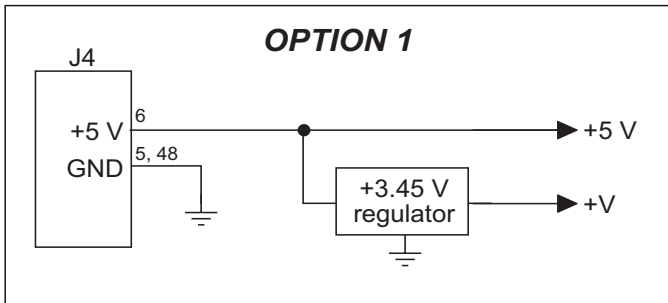 OPTION 1
J4
6
+5 V
+5 V
5, 48
GND
+3.45 V
regulator
+V